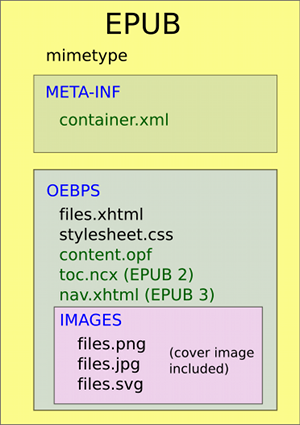 EPUB
mimetype
META-INF
container.xml
OEBPS
files.xhtml
stylesheet.css
content.opf
toc.ncx (EPUB 2)
nav.xhtml (EPUB 3)
IMAGES
files.png
files.jpg
files.svg
(cover image
included)